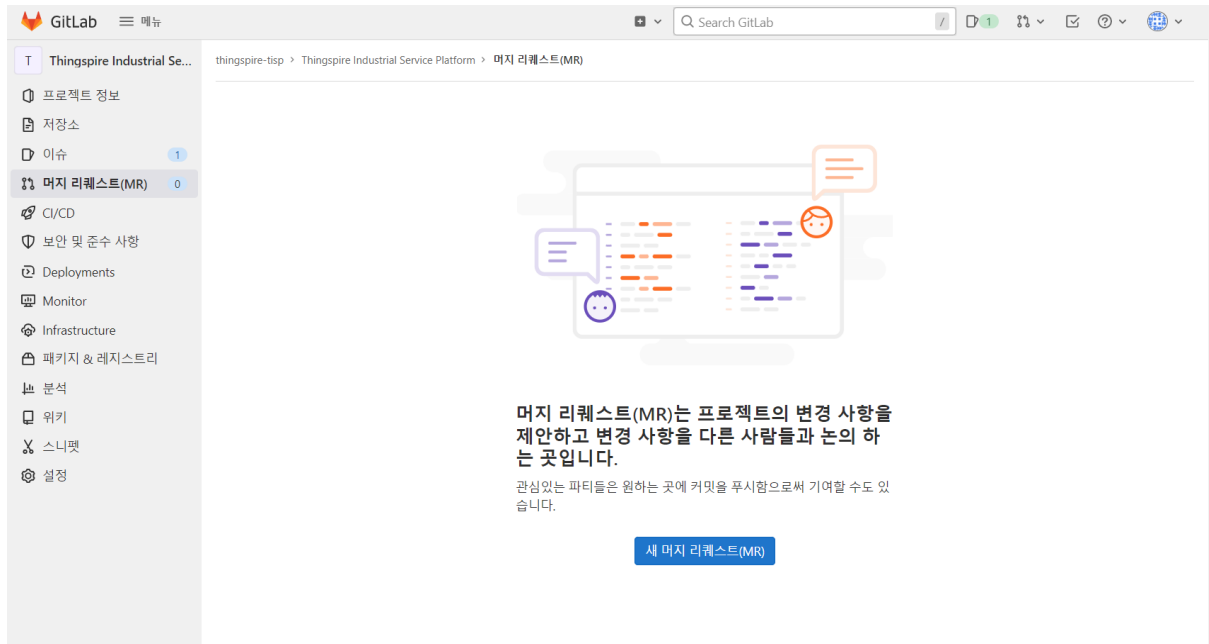 GitLab 메뉴 Search GitLab / 1
T Thingspire Industrial Se...
thingspire-tisp > Thingspire Industrial Service Platform > 머지 리퀘스트(MR)
프로젝트 정보
저장소
이슈 1
머지 리퀘스트(MR) 0
CI/CD
보안 및 준수 사항
Deployments
Monitor
Infrastructure
패키지 & 레지스트리
분석
위키
스니펫
설정
머지 리퀘스트(MR)는 프로젝트의 변경 사항을
제안하고 변경 사항을 다른 사람들과 논의 하
는 곳입니다.
관심있는 파티들은 원하는 곳에 커밋을 푸시함으로써 기여할 수도 있
습니다.
새 머지 리퀘스트(MR)